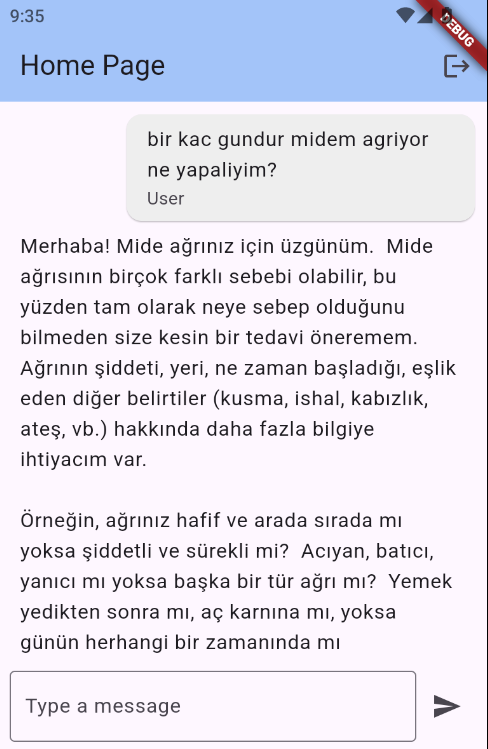 9:35
DEBUG
Home Page
bir kac gundur midem agriyor
ne yapaliyim?
User
Merhaba! Mide ağrınız için üzgünüm.  Mide
ağrısının birçok farklı sebebi olabilir, bu
yüzden tam olarak neye sebep olduğunu
bilmeden size kesin bir tedavi öneremem.
Ağrının şiddeti, yeri, ne zaman başladığı, eşlik
eden diğer belirtiler (kusma, ishal, kabızlık,
ateş, vb.) hakkında daha fazla bilgiye
ihtiyacım var.
Örneğin, ağrınız hafif ve arada sırada mı
yoksa şiddetli ve sürekli mi?  Acıyan, batıcı,
yanıcı mı yoksa başka bir tür ağrı mı?  Yemek
yedikten sonra mı, aç karnına mı, yoksa
günün herhangi bir zamanında mı
Type a message